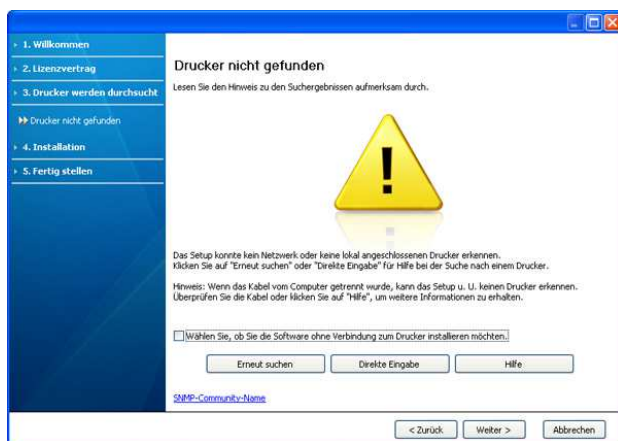 1. Willkommen
2. Lizenzvertrag
3. Drucker werden durchsucht
Drucker nicht gefunden
4. Installation
5. Fertig stellen
Drucker nicht gefunden
Lesen Sie den Hinweis zu den Suchergebnissen aufmerksam durch.
Das Setup konnte kein Netzwerk oder keine lokal angeschlossenen Drucker erkennen.
Klicken Sie auf "Erneut suchen" oder "Direkte Eingabe" für Hilfe bei der Suche nach einem Drucker.
Hinweis: Wenn das Kabel vom Computer getrennt wurde, kann das Setup u. U. keinen Drucker erkennen.
Überprüfen Sie die Kabel oder klicken Sie auf "Hilfe", um weitere Informationen zu erhalten.
Wählen Sie, ob Sie die Software ohne Verbindung zum Drucker installieren möchten.
Erneut suchen
Direkte Eingabe
Hilfe
SNMP-Community-Name
< Zurück
Weiter >
Abbrechen